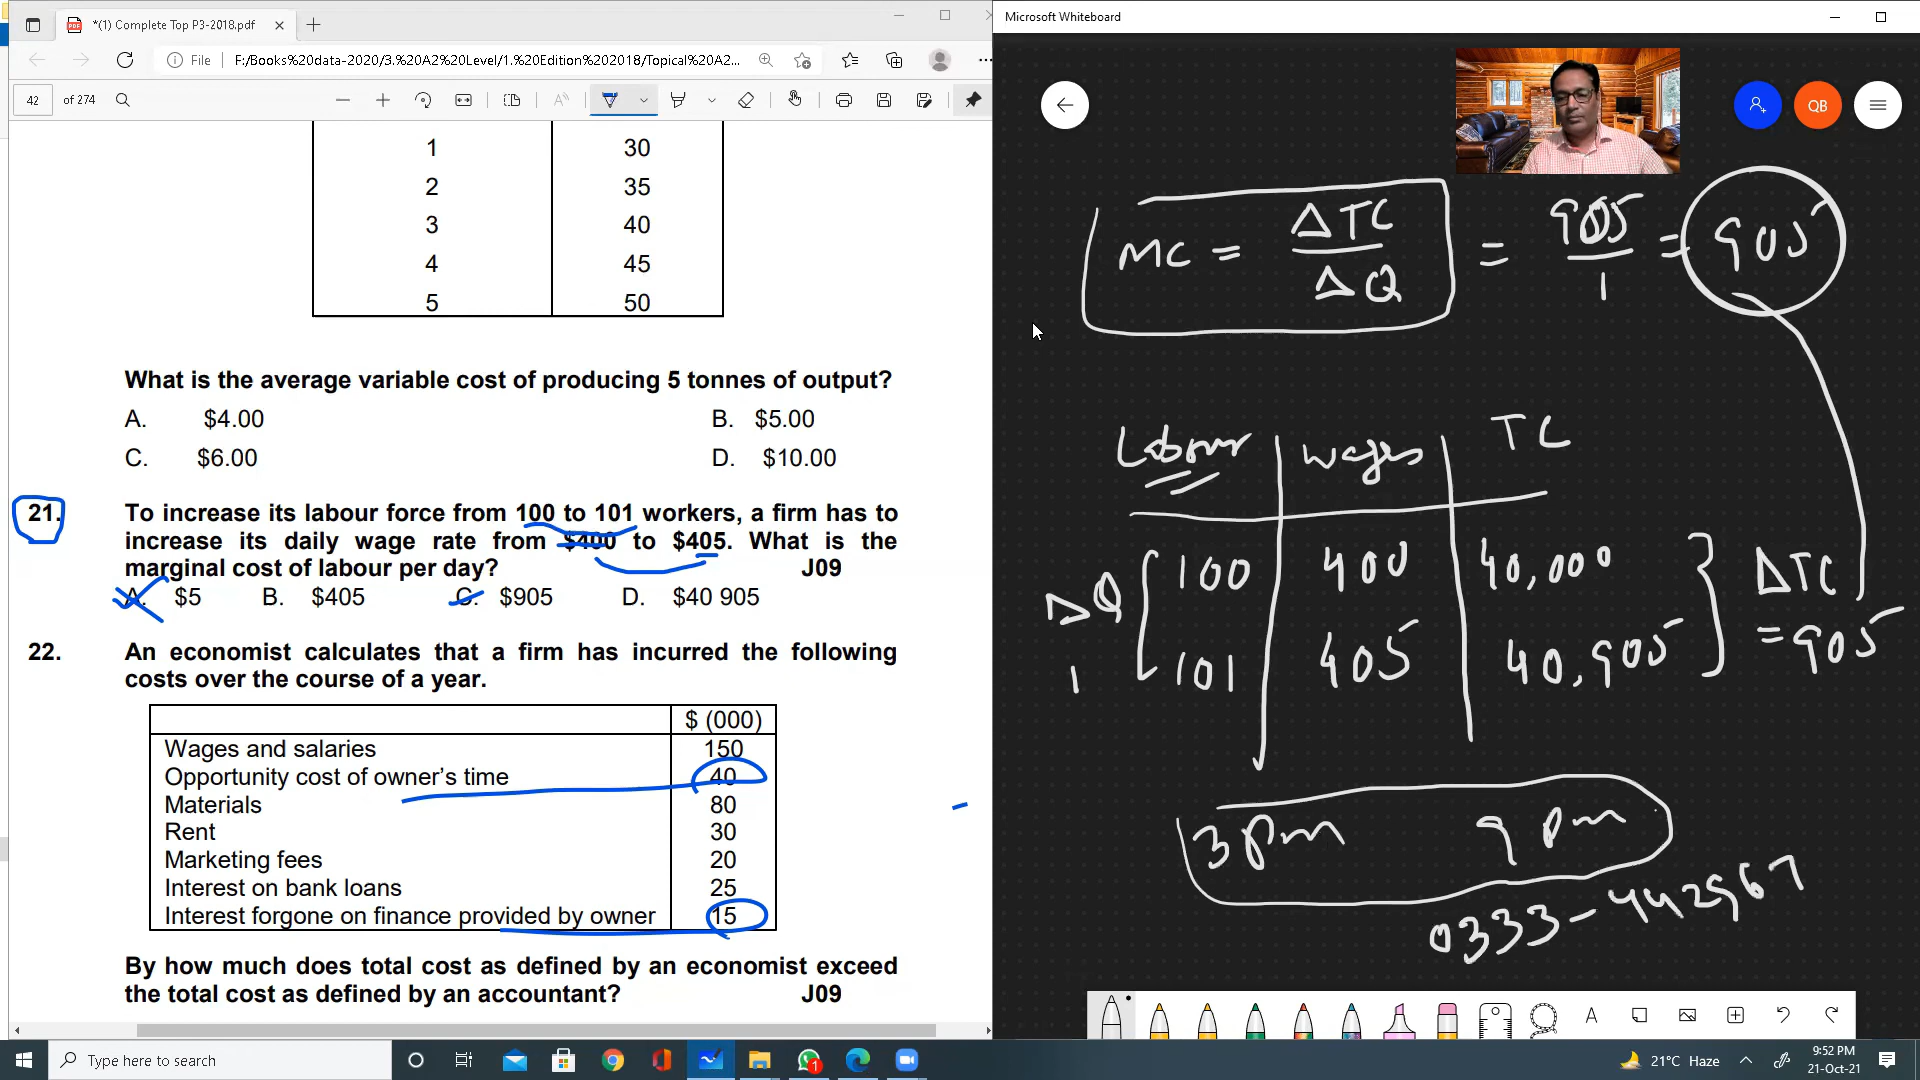 *(1) Complete Top P3-2018.pdf
File
F:/Books%20data-2020/3.%20A2%20Level/1.%20Edition%202018/Topical%20A2...
42 of 274
1 30
2 35
3 40
4 45
5 50
What is the average variable cost of producing 5 tonnes of output?
A. $4.00 B. $5.00
C. $6.00 D. $10.00
21. To increase its labour force from 100 to 101 workers, a firm has to
increase its daily wage rate from $400 to $405. What is the
marginal cost of labour per day? J09
A. $5 B. $405 C. $905 D. $40 905
22. An economist calculates that a firm has incurred the following
costs over the course of a year.
$ (000)
Wages and salaries 150
Opportunity cost of owner's time 40
Materials 80
Rent 30
Marketing fees 20
Interest on bank loans 25
Interest forgone on finance provided by owner 15
By how much does total cost as defined by an economist exceed
the total cost as defined by an accountant? J09
Microsoft Whiteboard
QB
MC = ΔTC / ΔQ = 905 / 1 = 905
Labour Wages TC
ΔQ 100 400 40,000 ΔTC
1 101 405 40,905 = 905
3 pm 9 pm
0333-4442967
Type here to search
1
21°C Haze
9:52 PM
21-Oct-21